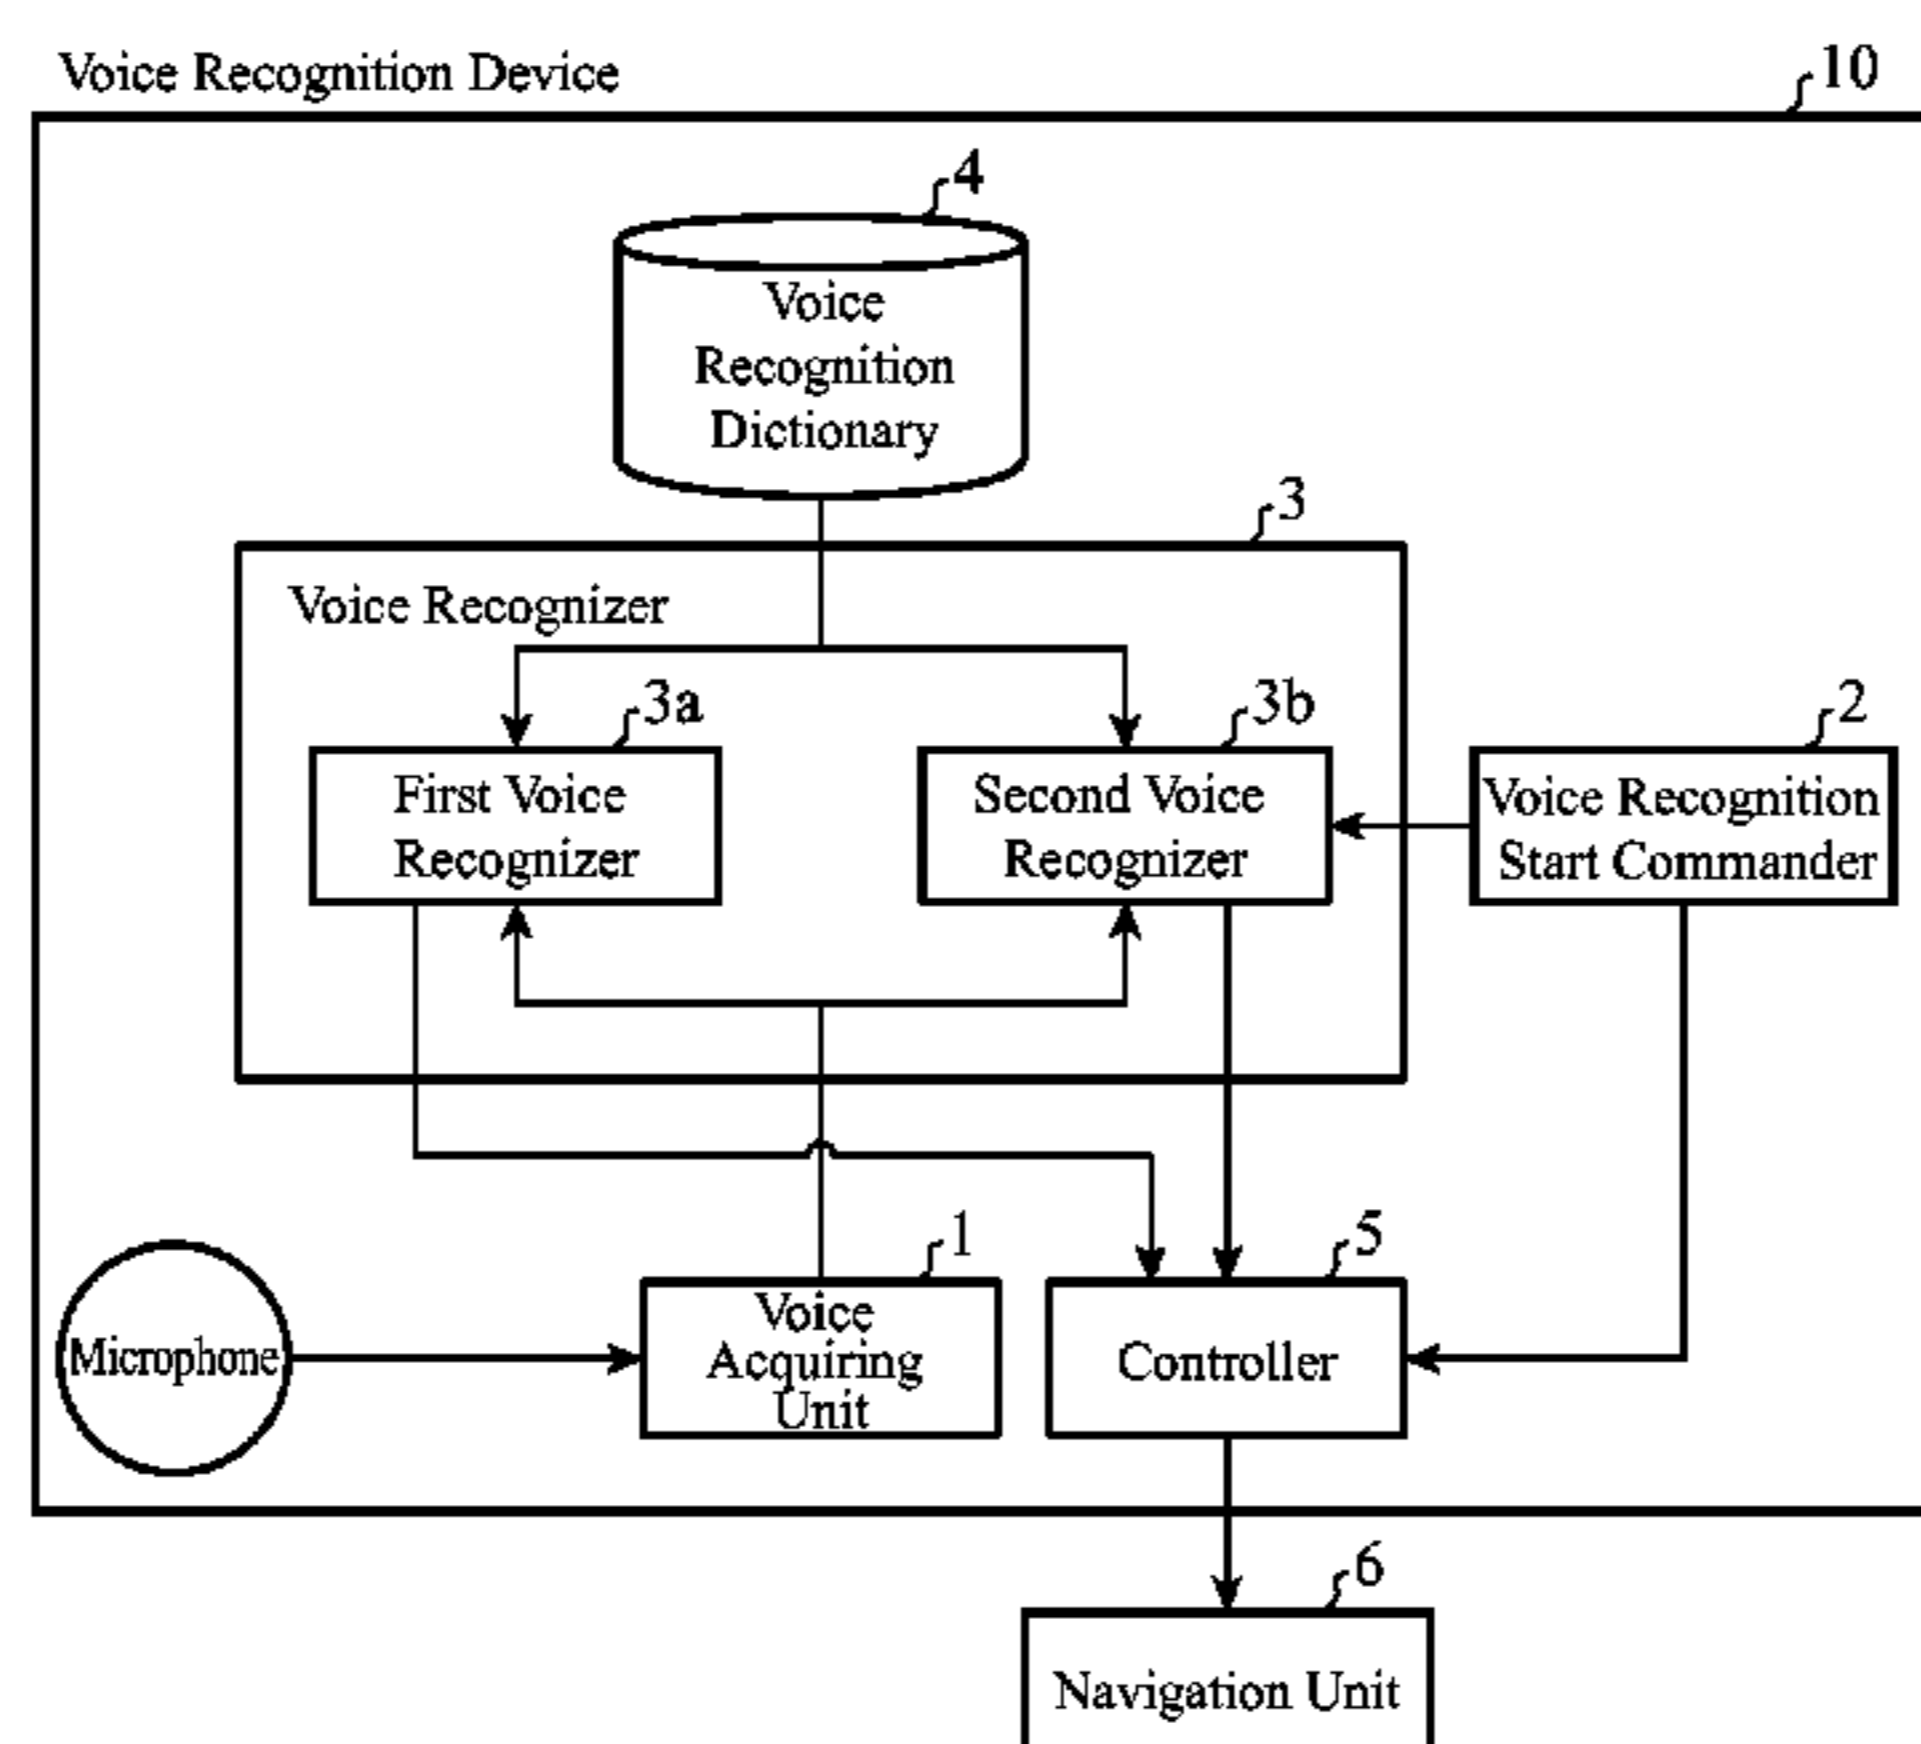 Voice Recognition Device
10
4
Voice
Recognition
Dictionary
3
Voice Recognizer
3a
First Voice
Recognizer
3b
Second Voice
Recognizer
2
Voice Recognition
Start Commander
1
Voice
Acquiring
Unit
Microphone
5
Controller
6
Navigation Unit